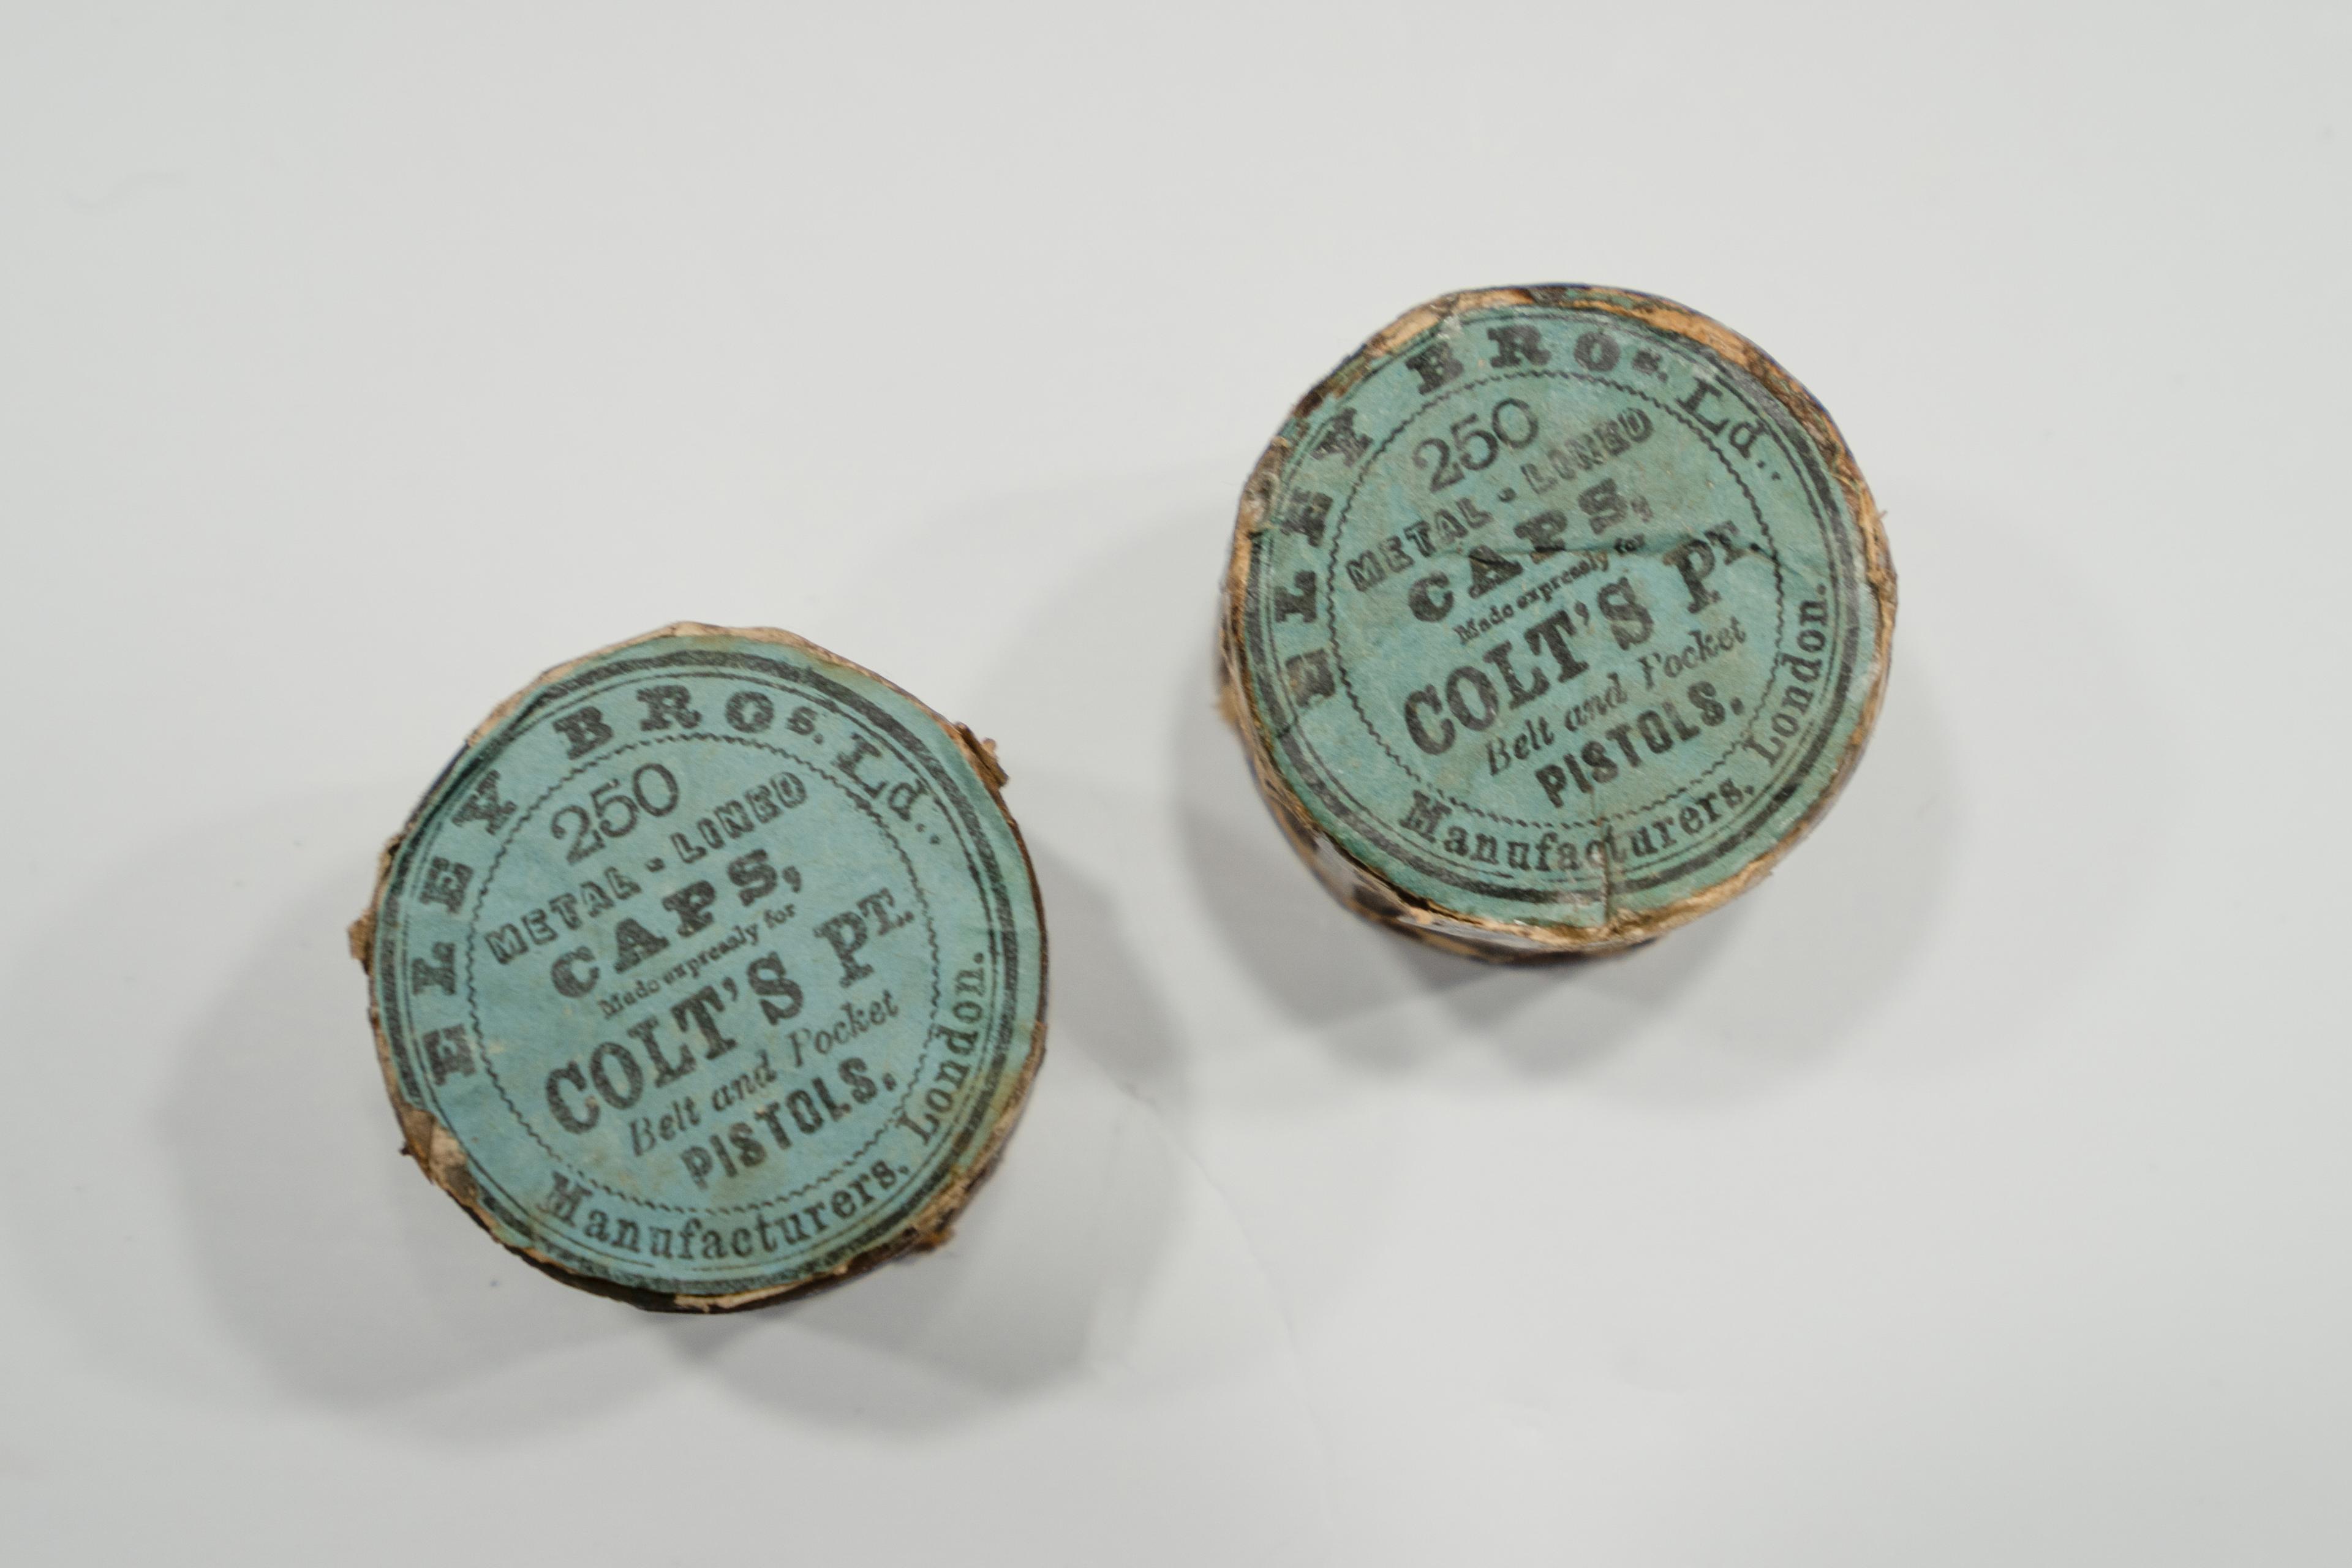 ELEY BROs. Ld..
250
METAL-LINED
CAPS,
Made expressly for
COLT'S PT.
Belt and Pocket
PISTOLS.
Manufacturers, London.
ELEY BROs. Ld..
250
METAL-LINED
CAPS,
Made expressly for
COLT'S PT.
Belt and Pocket
PISTOLS.
Manufacturers, London.